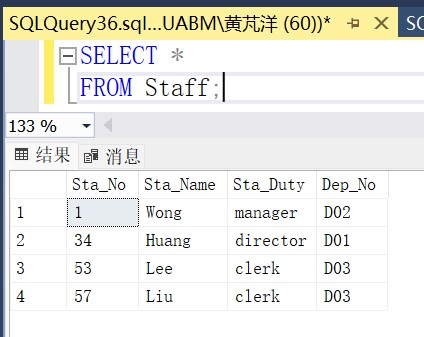 SQLQuery36.sql...UABM\黄芃洋 (60))*
SC
SELECT *
FROM Staff;
133 %
结果 消息
Sta_No Sta_Name Sta_Duty Dep_No
1 1 Wong manager D02
2 34 Huang director D01
3 53 Lee clerk D03
4 57 Liu clerk D03